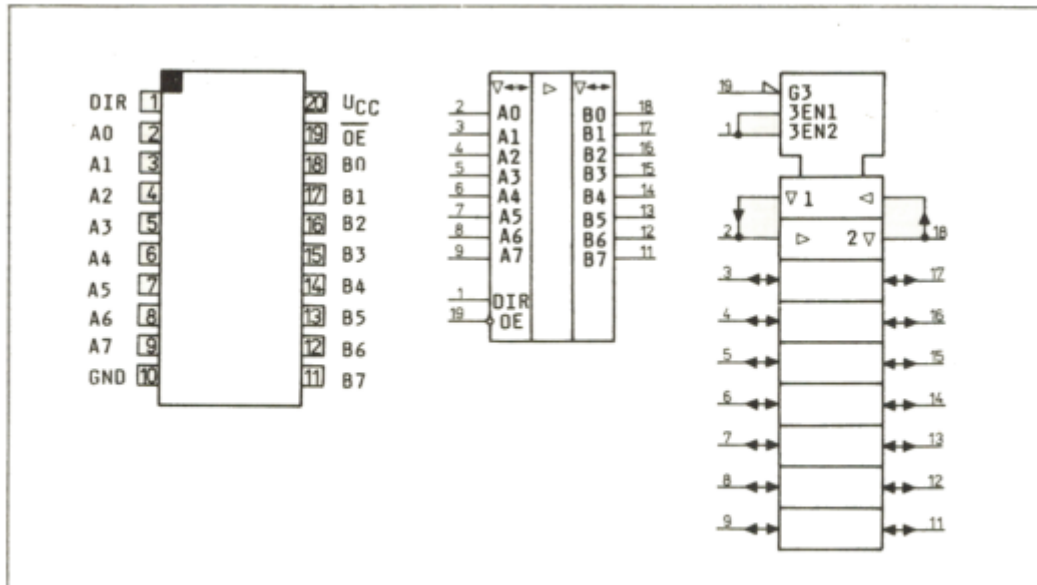 DIR 1 20 UCC
A0 2 19 OE
A1 3 18 B0
A2 4 17 B1
A3 5 16 B2
A4 6 15 B3
A5 7 14 B4
A6 8 13 B5
A7 9 12 B6
GND 10 11 B7
2 A0 B0 18
3 A1 B1 17
4 A2 B2 16
5 A3 B3 15
6 A4 B4 14
7 A5 B5 13
8 A6 B6 12
9 A7 B7 11
1 DIR
19 OE
19 G3
3EN1
1 3EN2
1
2 2 18
3 17
4 16
5 15
6 14
7 13
8 12
9 11